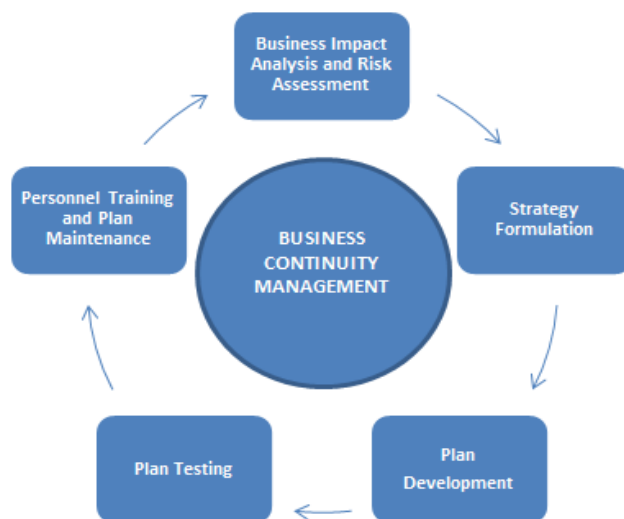 Business Impact
Analysis and Risk
Assessment
Personnel Training
and Plan
Maintenance
Strategy
Formulation
BUSINESS
CONTINUITY
MANAGEMENT
Plan Testing
Plan
Development